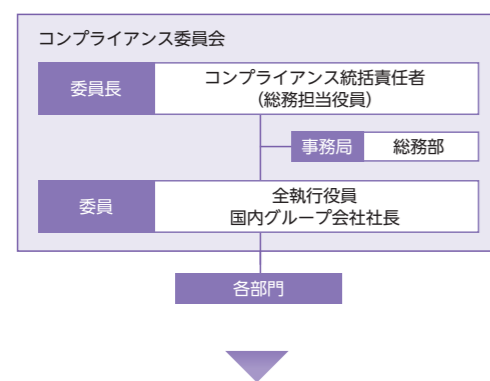 コンプライアンス委員会
委員長
コンプライアンス統括責任者
（総務担当役員）
事務局
総務部
委員
全執行役員
国内グループ会社社長
各部門